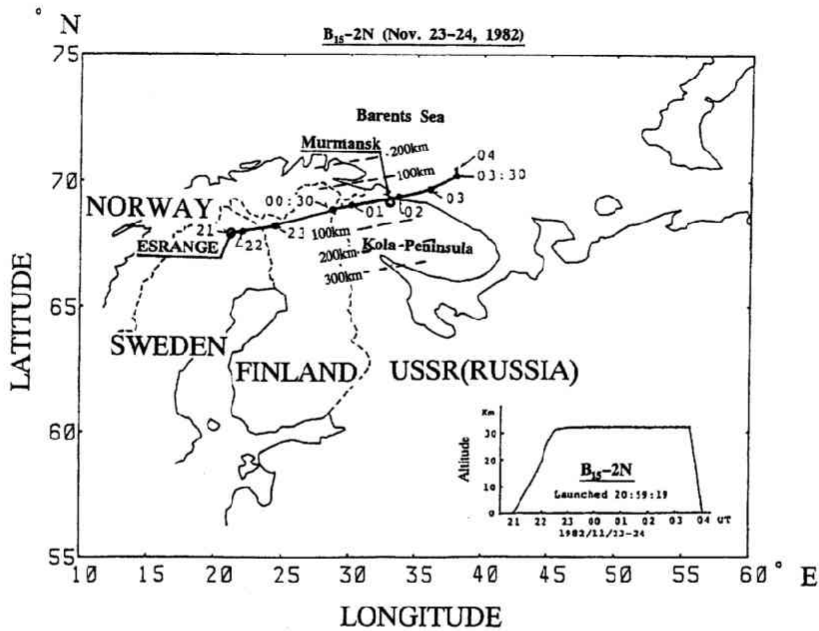 ° N
B15-2N (Nov. 23-24, 1982)
75
70
65
60
55
LATITUDE
Barents Sea
Murmansk
200km
100km
04
03:30
NORWAY
00:30
01
02
03
21
22
23
ESRANGE
100km
200km
300km
Kola-Peninsula
SWEDEN
FINLAND
USSR(RUSSIA)
Km
30
20
10
0
Altitude
B15-2N
Launched 20:59:19
21 22 23 00 01 02 03 04 UT
1982/11/23-24
10 15 20 25 30 35 40 45 50 55 60 ° E
LONGITUDE